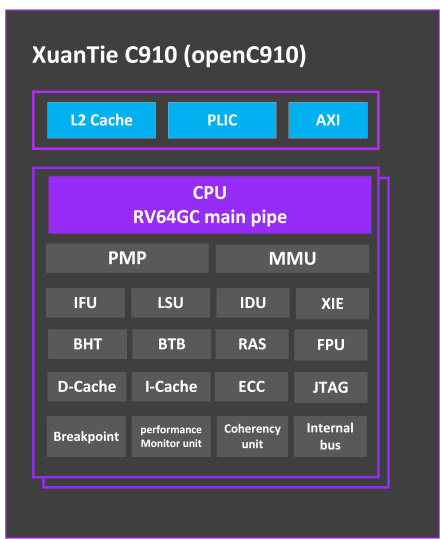 XuanTie C910 (openC910)
L2 Cache
PLIC
AXI
CPU
RV64GC main pipe
PMP
MMU
IFU
LSU
IDU
XIE
BHT
BTB
RAS
FPU
D-Cache
I-Cache
ECC
JTAG
Breakpoint
performance
Monitor unit
Coherency
unit
Internal
bus